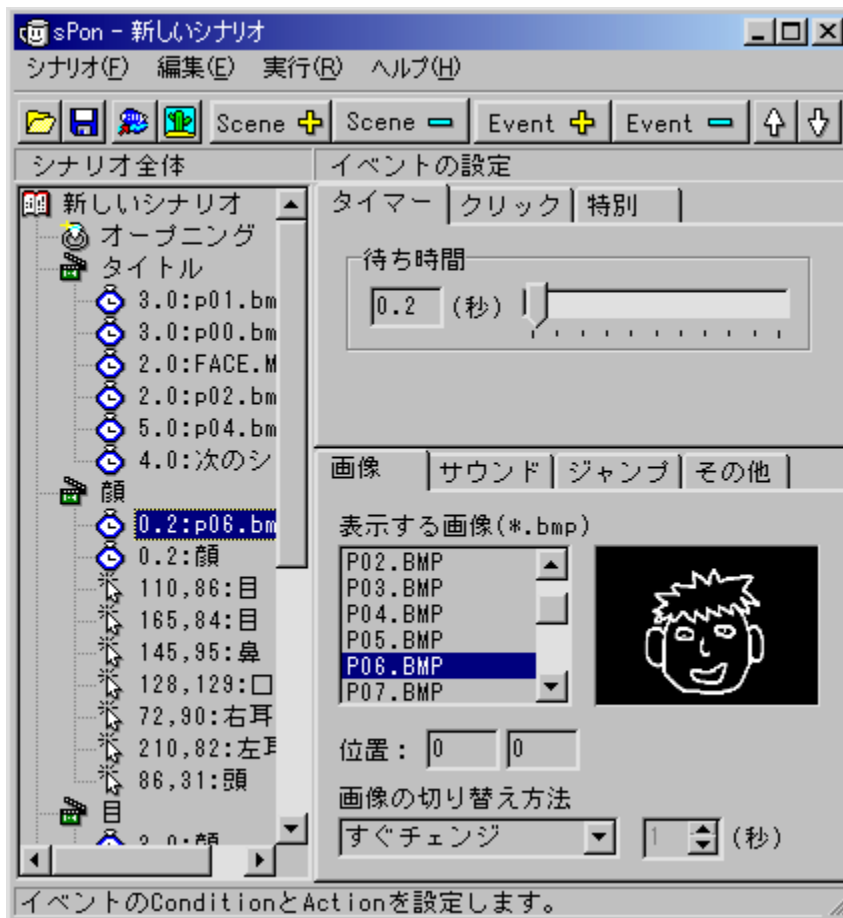 sPon - 新しいシナリオ
シナリオ(F) 編集(E) 実行(R) ヘルプ(H)
Scene Scene Event Event
シナリオ全体
新しいシナリオ
オープニング
タイトル
3.0:p01.bm
3.0:p00.bm
2.0:FACE.M
2.0:p02.bm
5.0:p04.bm
4.0:次のシ
顔
0.2:p06.bm
0.2:顔
110,86:目
165,84:目
145,95:鼻
128,129:口
72,90:右耳
210,82:左耳
86,31:頭
目
イベントの設定
タイマー クリック 特別
待ち時間
0.2 (秒)
画像 サウンド ジャンプ その他
表示する画像(*.bmp)
P02.BMP
P03.BMP
P04.BMP
P05.BMP
P06.BMP
P07.BMP
位置： 0 0
画像の切り替え方法
すぐチェンジ 1 (秒)
イベントのConditionとActionを設定します。